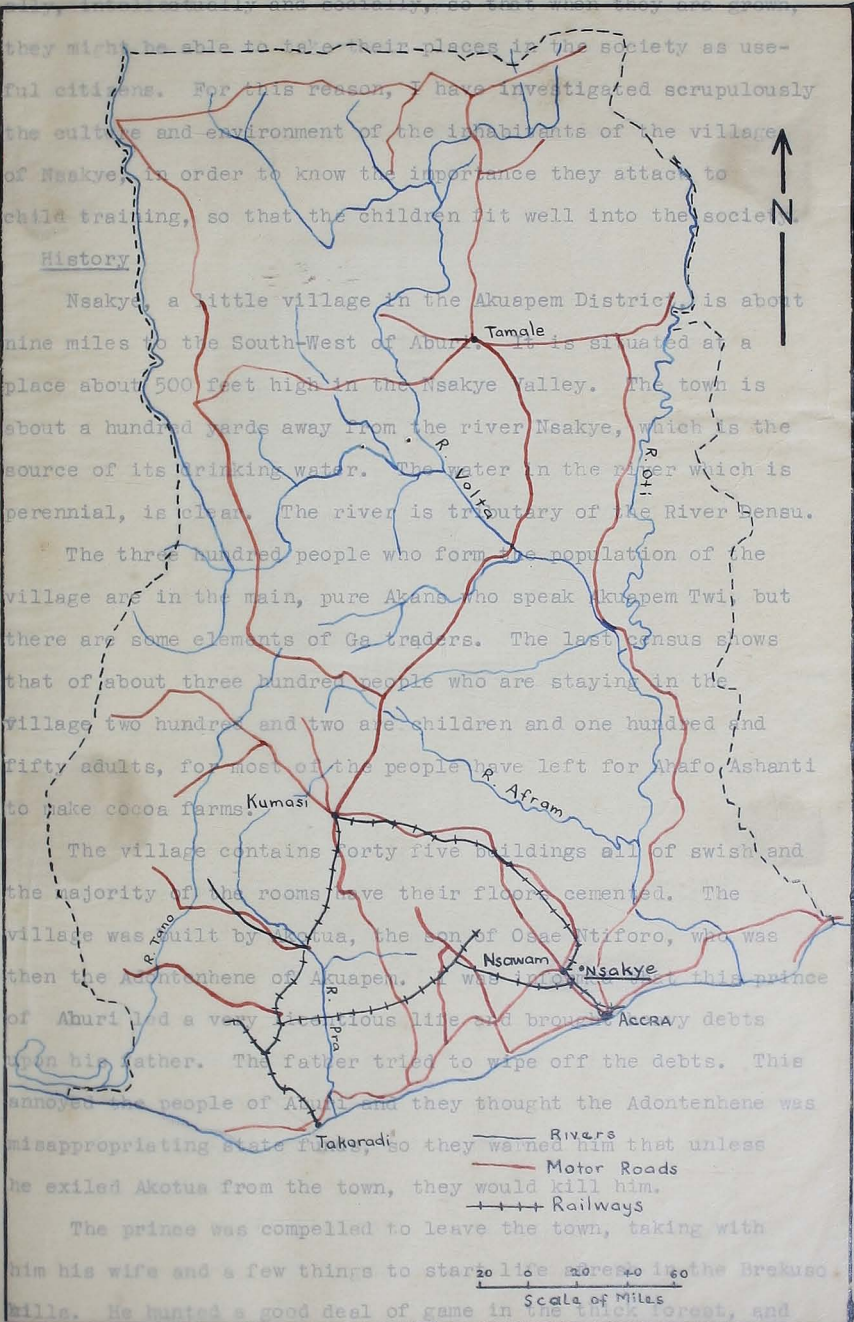 ally, intellectually and socially, so that when they are grown,
they might be able to take their places in the society as use-
ful citizens. For this reason, I have investigated scrupulously
the culture and environment of the inhabitants of the village
of Nsakye, in order to know the importance they attach to
child training, so that the children fit well into the society.
N
History
Nsakye, a little village in the Akuapem District, is about
nine miles to the South-West of Aburi. It is situated at a
Tamale
place about 500 feet high in the Nsakye Valley. The town is
about a hundred yards away from the river Nsakye, which is the
source of its drinking water. The water in the river which is
R. Volta
R. Oti
perennial, is clear. The river is tributary of the River Densu.
The three hundred people who form the population of the
village are in the main, pure Akans who speak Akuapem Twi, but
there are some elements of Ga traders. The last census shows
that of about three hundred people who are staying in the
village two hundred and two are children and one hundred and
fifty adults, for most of the people have left for Ahafo Ashanti
R. Afram
Kumasi
to make cocoa farms.
The village contains forty five buildings all of swish and
the majority of the rooms have their floors cemented. The
R. Tano
village was built by Akotua, the son of Osae Ntiforo, who was
Nsawam
Nsakye
then the Adontenhene of Akuapem. I was informed that this prince
R. Pra
Accra
of Aburi led a very licentious life and brought heavy debts
upon his father. The father tried to wipe off the debts. This
annoyed the people of Aburi and they thought the Adontenhene was
Takoradi
misappropriating state funds, so they warned him that unless
Rivers
Motor Roads
he exiled Akotua from the town, they would kill him.
Railways
The prince was compelled to leave the town, taking with
him his wife and a few things to start life afresh in the Brekuso
20 0 20 40 60
Scale of Miles
hills. He hunted a good deal of game in the thick forest, and